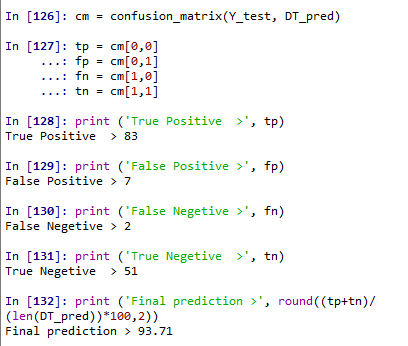 In [126]: cm = confusion_matrix(Y_test, DT_pred)
In [127]: tp = cm[0,0]
...: fp = cm[0,1]
...: fn = cm[1,0]
...: tn = cm[1,1]
In [128]: print ('True Positive  >', tp)
True Positive  > 83
In [129]: print ('False Positive >', fp)
False Positive > 7
In [130]: print ('False Negetive >', fn)
False Negetive > 2
In [131]: print ('True Negetive  >', tn)
True Negetive  > 51
In [132]: print ('Final prediction >', round((tp+tn)/
(len(DT_pred))*100,2))
Final prediction > 93.71